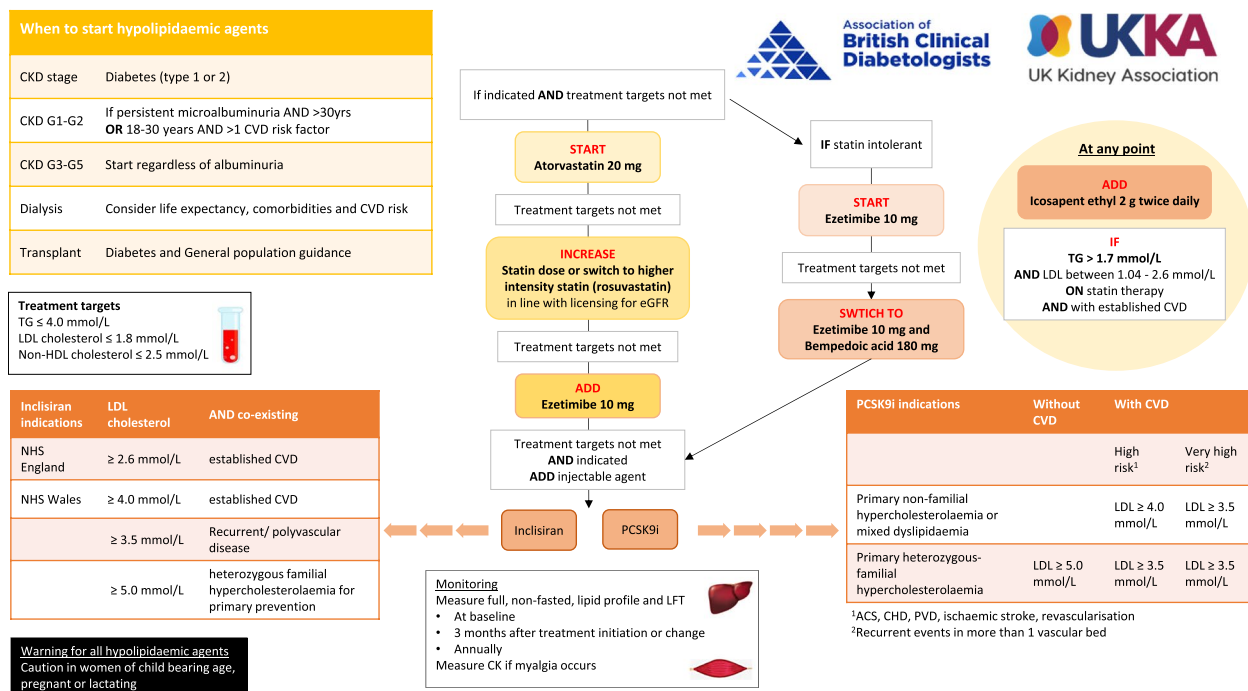 When to start hypolipidaemic agents
CKD stage Diabetes (type 1 or 2)
CKD G1-G2 If persistent microalbuminuria AND >30yrs
OR 18-30 years AND >1 CVD risk factor
CKD G3-G5 Start regardless of albuminuria
Dialysis Consider life expectancy, comorbidities and CVD risk
Transplant Diabetes and General population guidance
Treatment targets
TG ≤ 4.0 mmol/L
LDL cholesterol ≤ 1.8 mmol/L
Non-HDL cholesterol ≤ 2.5 mmol/L
Association of
British Clinical
Diabetologists
UKKA
UK Kidney Association
If indicated AND treatment targets not met
START
Atorvastatin 20 mg
Treatment targets not met
INCREASE
Statin dose or switch to higher
intensity statin (rosuvastatin)
in line with licensing for eGFR
Treatment targets not met
ADD
Ezetimibe 10 mg
Treatment targets not met
AND indicated
ADD injectable agent
Inclisiran
PCSK9i
IF statin intolerant
START
Ezetimibe 10 mg
Treatment targets not met
SWTICH TO
Ezetimibe 10 mg and
Bempedoic acid 180 mg
At any point
ADD
Icosapent ethyl 2 g twice daily
IF
TG > 1.7 mmol/L
AND LDL between 1.04 - 2.6 mmol/L
ON statin therapy
AND with established CVD
Inclisiran
indications
LDL
cholesterol
AND co-existing
NHS
England
≥ 2.6 mmol/L
established CVD
NHS Wales ≥ 4.0 mmol/L established CVD
≥ 3.5 mmol/L
Recurrent/ polyvascular
disease
≥ 5.0 mmol/L
heterozygous familial
hypercholesterolaemia for
primary prevention
Warning for all hypolipidaemic agents
Caution in women of child bearing age,
pregnant or lactating
Monitoring
Measure full, non-fasted, lipid profile and LFT
• At baseline
• 3 months after treatment initiation or change
• Annually
Measure CK if myalgia occurs
PCSK9i indications
Without
CVD
With CVD
High
risk¹
Very high
risk²
Primary non-familial
hypercholesterolaemia or
mixed dyslipidaemia
LDL ≥ 4.0
mmol/L
LDL ≥ 3.5
mmol/L
Primary heterozygous-
familial
hypercholesterolaemia
LDL ≥ 5.0
mmol/L
LDL ≥ 3.5
mmol/L
LDL ≥ 3.5
mmol/L
¹ACS, CHD, PVD, ischaemic stroke, revascularisation
²Recurrent events in more than 1 vascular bed